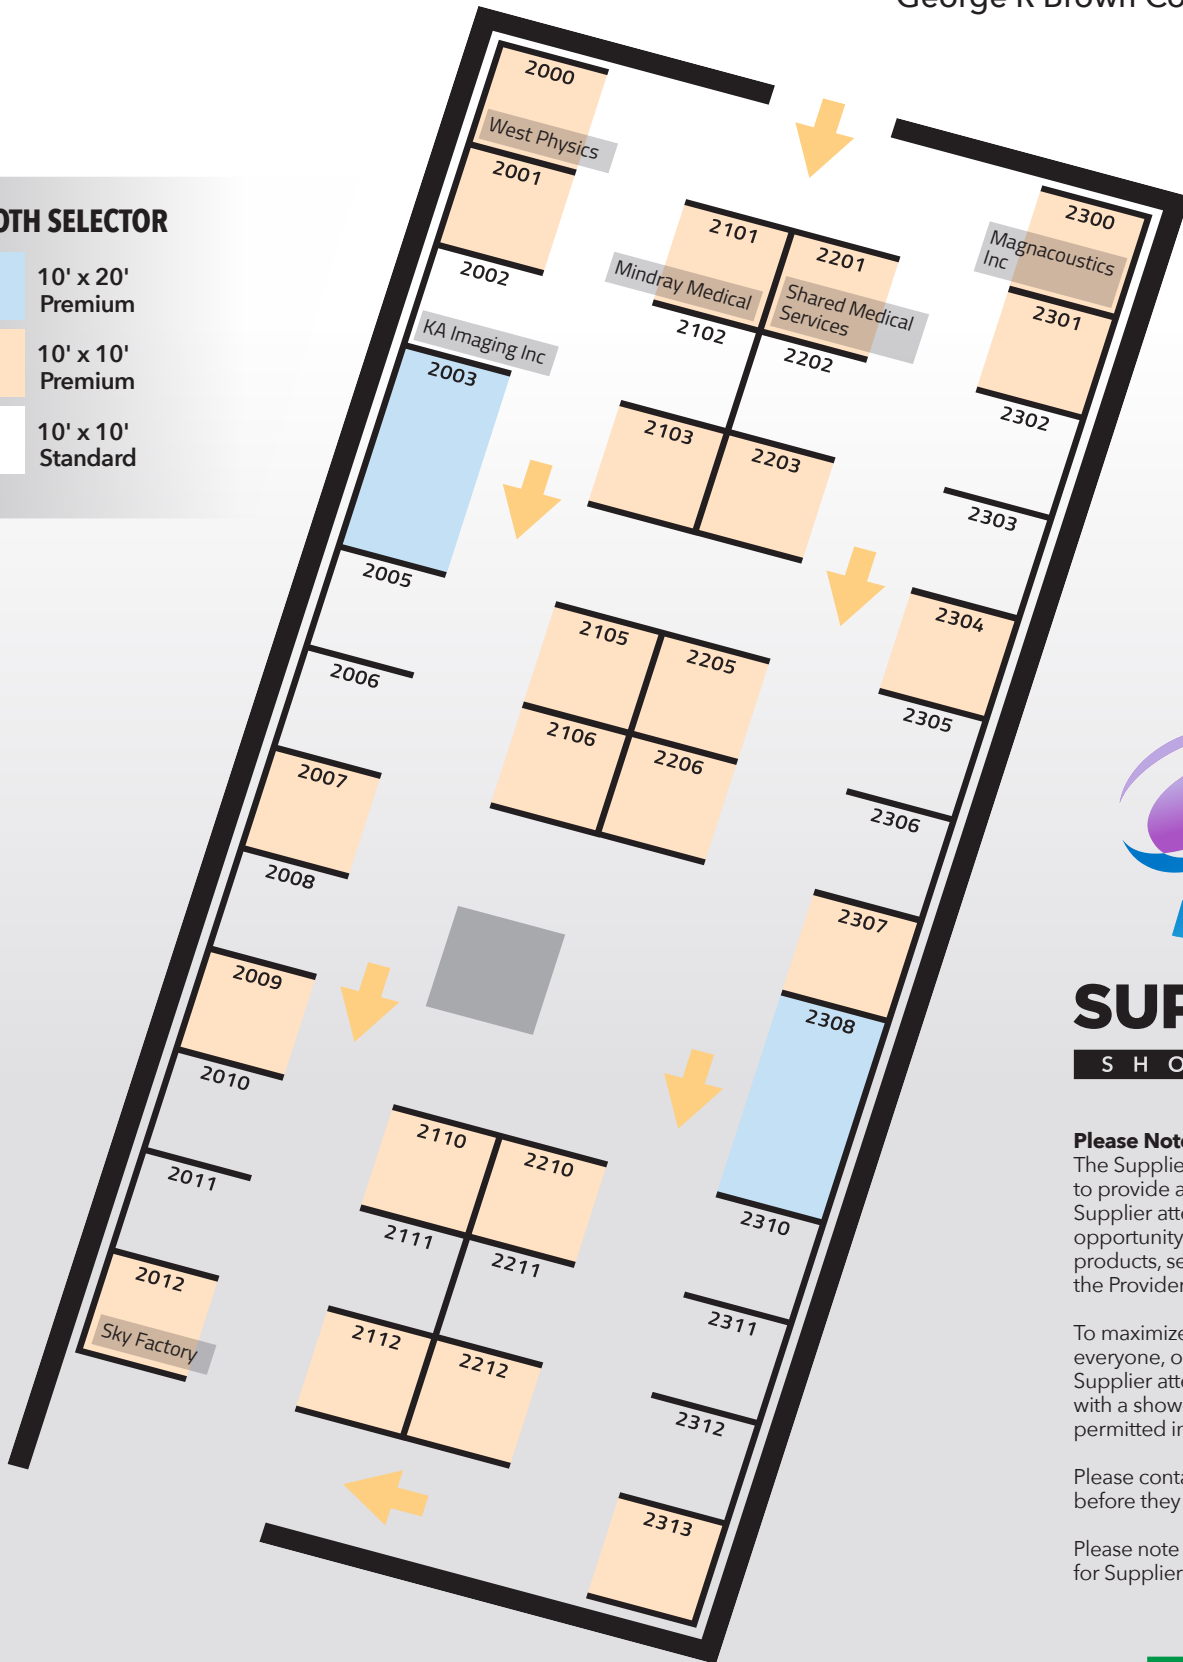 George R Brown Co
OTH SELECTOR
10' x 20'
Premium
10' x 10'
Premium
10' x 10'
Standard
2000
West Physics
2001
2002
KA Imaging Inc
2003
2005
2006
2007
2008
2009
2010
2011
2012
Sky Factory
2101
Mindray Medical
2102
2103
2105
2106
2110
2111
2112
2201
Shared Medical
Services
2202
2203
2205
2206
2210
2211
2212
2300
Magnacoustics
Inc
2301
2302
2303
2304
2305
2306
2307
2308
2310
2311
2312
2313
SUP
SHO
Please Note
The Supplie
to provide a
Supplier atte
opportunity
products, se
the Provider
To maximize
everyone, o
Supplier atte
with a show
permitted in
Please conta
before they
Please note
for Supplier